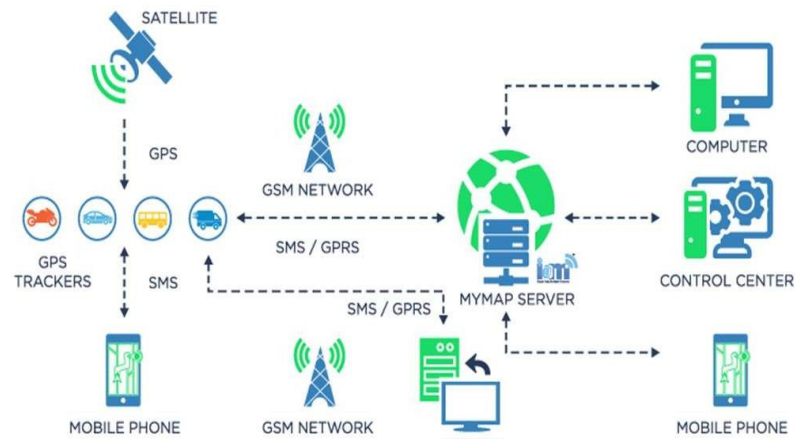 SATELLITE
GPS
GSM NETWORK
COMPUTER
GPS
TRACKERS
SMS
SMS / GPRS
MYMAP SERVER
CONTROL CENTER
SMS / GPRS
MOBILE PHONE
GSM NETWORK
MOBILE PHONE